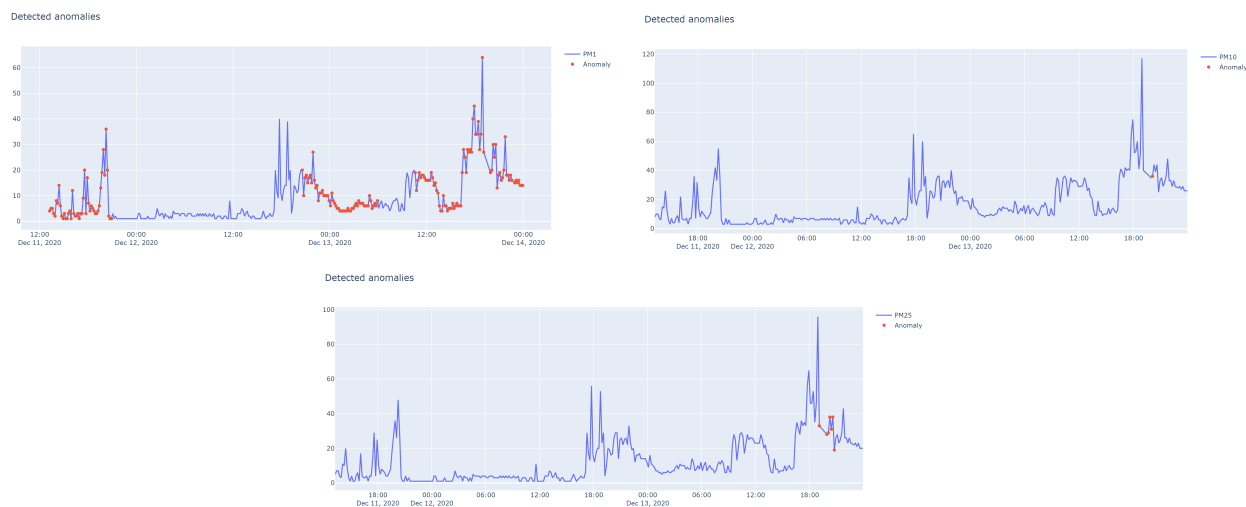 Detected anomalies
PM1
Anomaly
60
50
40
30
20
10
0
12:00
Dec 11, 2020
00:00
Dec 12, 2020
12:00
00:00
Dec 13, 2020
12:00
00:00
Dec 14, 2020
Detected anomalies
PM10
Anomaly
120
100
80
60
40
20
0
18:00
Dec 11, 2020
00:00
Dec 12, 2020
06:00
12:00
18:00
00:00
Dec 13, 2020
06:00
12:00
18:00
Detected anomalies
PM25
Anomaly
100
80
60
40
20
0
18:00
Dec 11, 2020
00:00
Dec 12, 2020
06:00
12:00
18:00
00:00
Dec 13, 2020
06:00
12:00
18:00